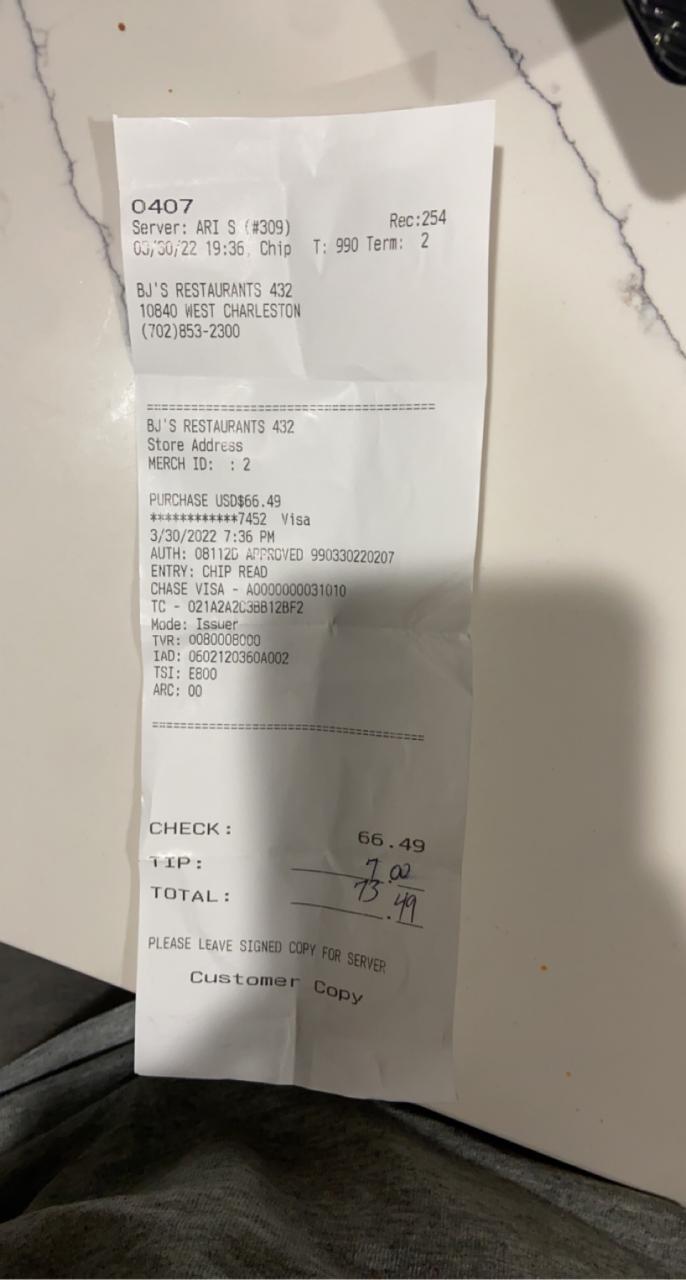 0407
Server: ARI S (#309) Rec:254
03/30/22 19:36, Chip T: 990 Term: 2
BJ'S RESTAURANTS 432
10840 WEST CHARLESTON
(702)853-2300
=====================================
BJ'S RESTAURANTS 432
Store Address
MERCH ID: : 2
PURCHASE USD$66.49
************7452 Visa
3/30/2022 7:36 PM
AUTH: 08112G APPROVED 990330220207
ENTRY: CHIP READ
CHASE VISA - A0000000031010
TC - 021A2A2C3BB12BF2
Mode: Issuer
TVR: 0080008000
IAD: 0602120360A002
TSI: E800
ARC: 00
=====================================
CHECK: 66.49
TIP: 7.00
TOTAL: 73.49
PLEASE LEAVE SIGNED COPY FOR SERVER
Customer Copy